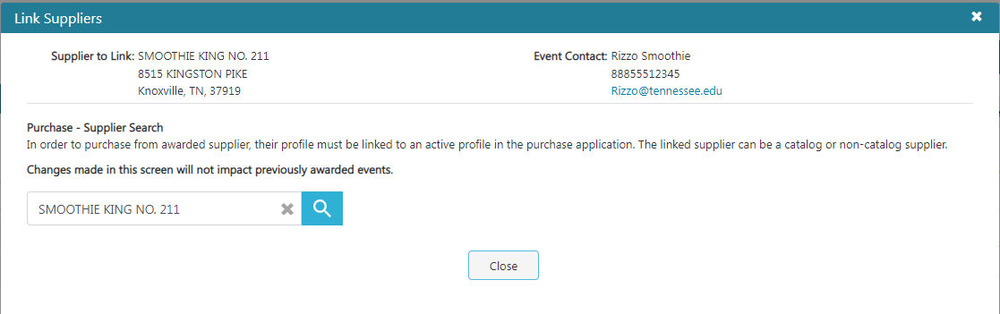 Link Suppliers
Supplier to Link: SMOOTHIE KING NO. 211
8515 KINGSTON PIKE
Knoxville, TN, 37919
Event Contact: Rizzo Smoothie
88855512345
Rizzo@tennessee.edu
Purchase - Supplier Search
In order to purchase from awarded supplier, their profile must be linked to an active profile in the purchase application. The linked supplier can be a catalog or non-catalog supplier.
Changes made in this screen will not impact previously awarded events.
SMOOTHIE KING NO. 211
Close